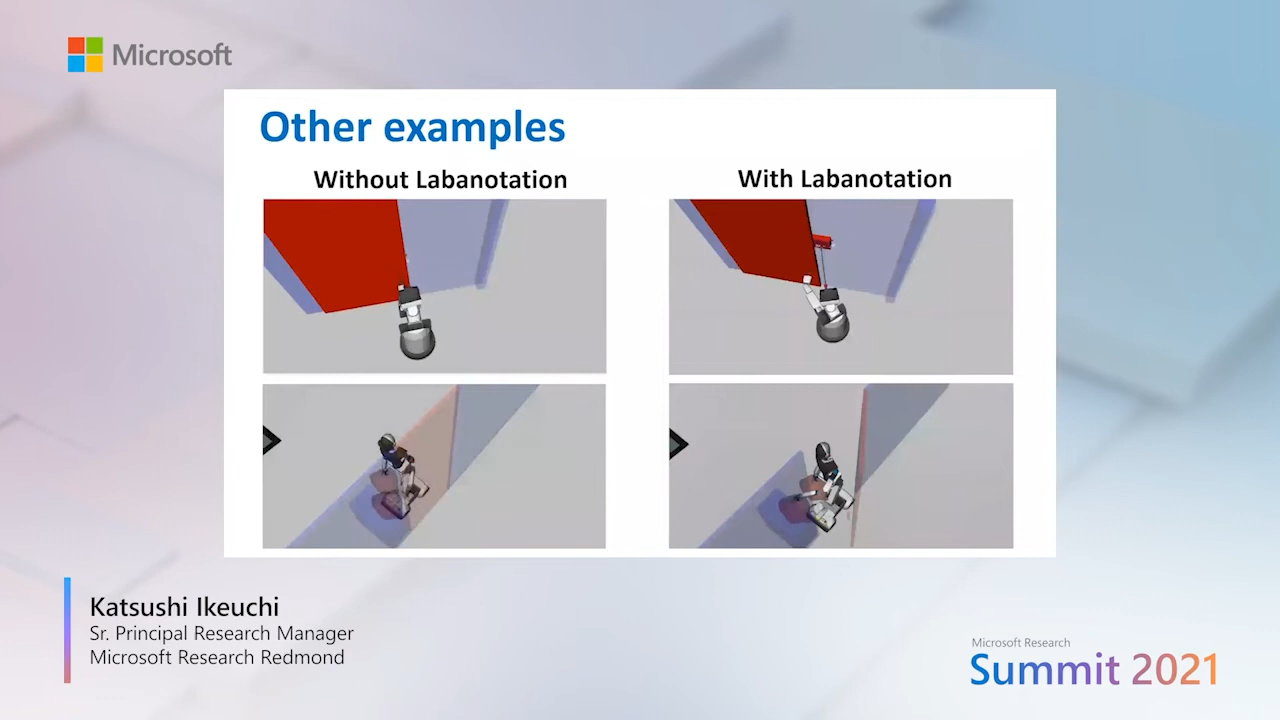 Microsoft
Other examples
Without Labanotation
With Labanotation
Katsushi Ikeuchi
Sr. Principal Research Manager
Microsoft Research Redmond
Microsoft Research
Summit 2021